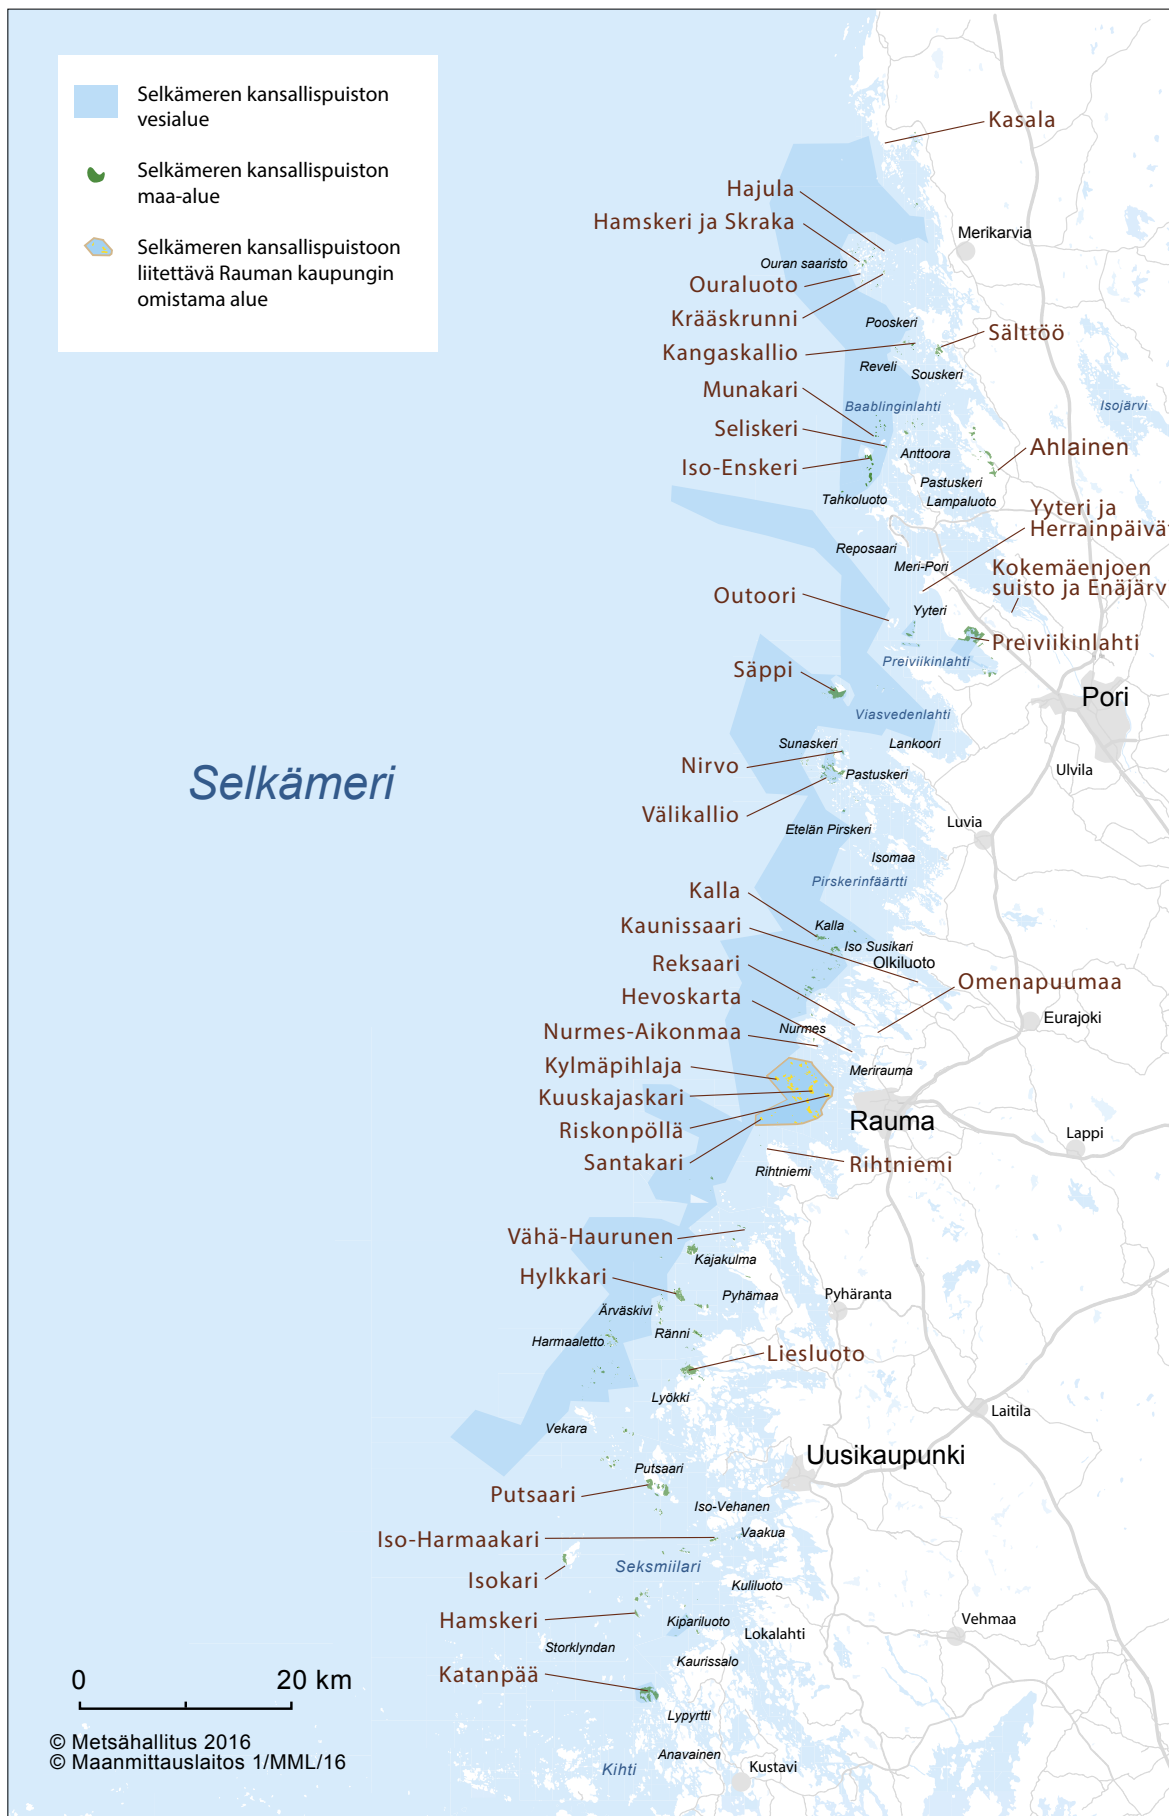 Selkämeren kansallispuiston
vesialue
Selkämeren kansallispuiston
maa-alue
Selkämeren kansallispuistoon
liitettävä Rauman kaupungin
omistama alue
Kasala
Hajula
Hamskeri ja Skraka
Merikarvia
Ouran saaristo
Ouraluoto
Krääskrunni
Pooskeri
Kangaskallio
Sälttöö
Reveli
Souskeri
Munakari
Baablinginlahti
Isojärvi
Seliskeri
Anttoora
Ahlainen
Iso-Enskeri
Pastuskeri
Tahkoluoto
Lampaluoto
Yyteri ja
Herrainpäivät
Reposaari
Meri-Pori
Kokemäenjoen
suisto ja Enäjärv
Outoori
Yyteri
Preiviikinlahti
Preiviikinlahti
Säppi
Pori
Viasvedenlahti
Sunaskeri
Lankoori
Nirvo
Pastuskeri
Ulvila
Selkämeri
Välikallio
Etelän Pirskeri
Luvia
Isomaa
Pirskerinfäärtti
Kalla
Kaunissaari
Kalla
Iso Susikari
Reksaari
Olkiluoto
Omenapuumaa
Hevoskarta
Nurmes-Aikonmaa
Nurmes
Eurajoki
Kylmäpihlaja
Merirauma
Kuuskajaskari
Riskonpöllä
Rauma
Lappi
Santakari
Rihtniemi
Rihtniemi
Vähä-Haurunen
Kajakulma
Hylkkari
Pyhämaa
Pyhäranta
Ärväskivi
Harmaaletto
Ränni
Liesluoto
Lyökki
Laitila
Vekara
Uusikaupunki
Putsaari
Putsaari
Iso-Vehanen
Iso-Harmaakari
Vaakua
Seksmiilari
Isokari
Kuliluoto
Hamskeri
Kipariluoto
Vehmaa
Lokalahti
Storklyndan
Kaurissalo
Katanpää
Lypyrtti
Anavainen
Kihti
Kustavi
0 20 km
© Metsähallitus 2016
© Maanmittauslaitos 1/MML/16